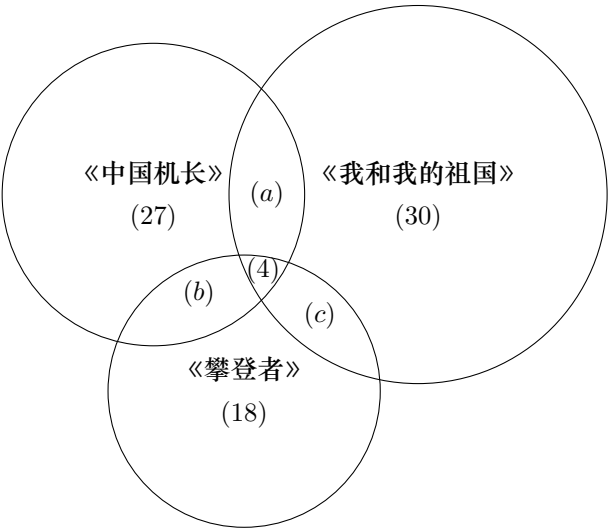 《中国机长》
(27)
《我和我的祖国》
(30)
(a)
(4)
(b)
(c)
《攀登者》
(18)